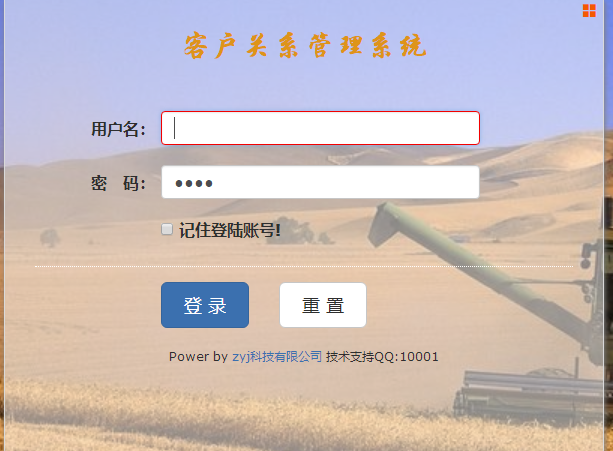 客户关系管理系统
用户名:
密 码:
记住登陆账号!
登 录 重 置
Power by zyj科技有限公司 技术支持QQ:10001